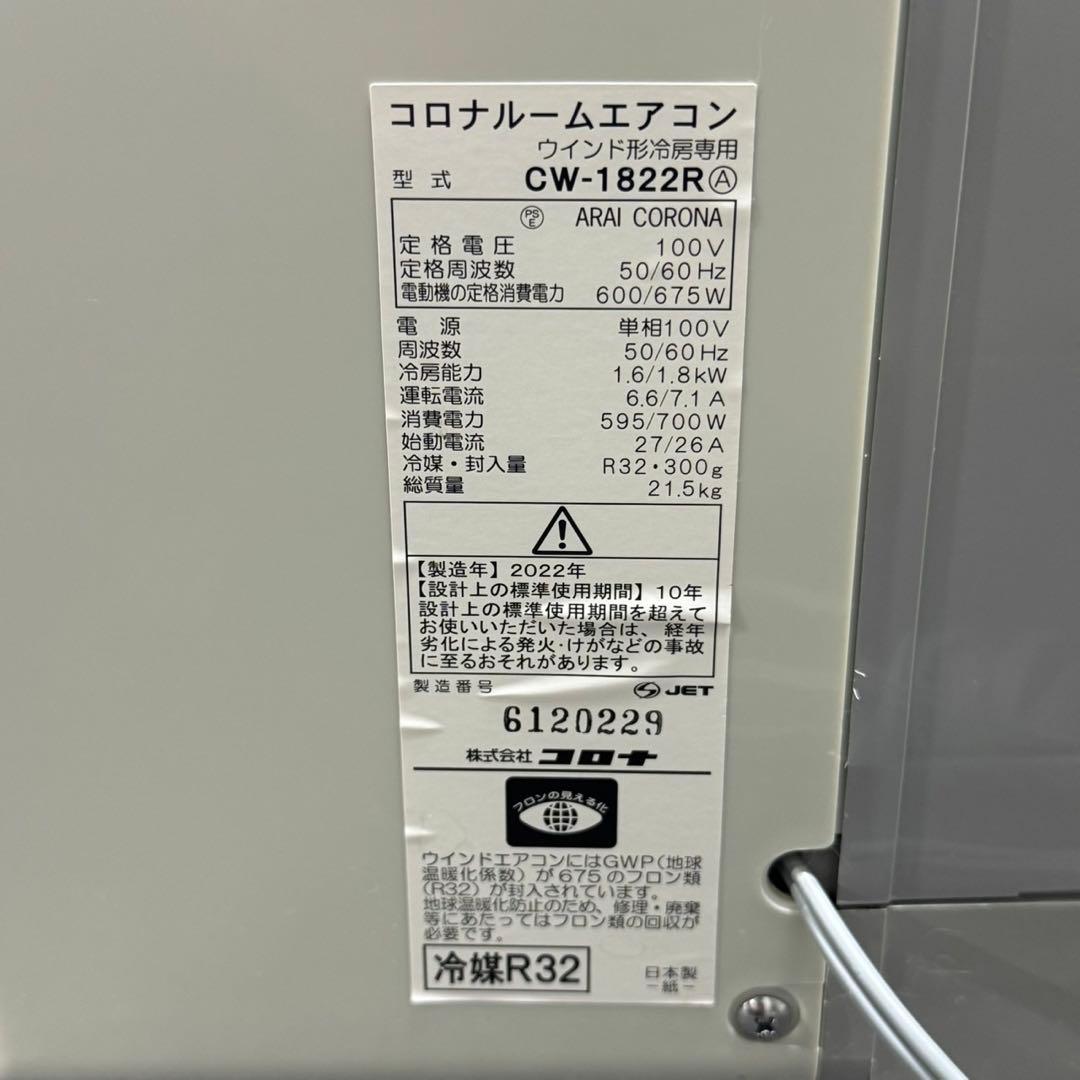 コロナルームエアコン
ウインド形冷房専用
型式 CW-1822RⒶ
PSE ARAI CORONA
定格電圧 100V
定格周波数 50/60Hz
電動機の定格消費電力 600/675W
電源 単相100V
周波数 50/60Hz
冷房能力 1.6/1.8kW
運転電流 6.6/7.1A
消費電力 595/700W
始動電流 27/26A
冷媒・封入量 R32・300g
総質量 21.5kg
【製造年】2022年
【設計上の標準使用期間】10年
設計上の標準使用期間を超えて
お使いいただいた場合は、経年
劣化による発火・けがなどの事故
に至るおそれがあります。
製造番号 JET
6120229
株式会社 コロナ
フロンの見える化
ウインドエアコンにはGWP(地球
温暖化係数)が675のフロン類
(R32)が封入されています。
地球温暖化防止のため、修理・廃棄
等にあたってはフロン類の回収が
必要です。
冷媒R32
日本製
-紙-